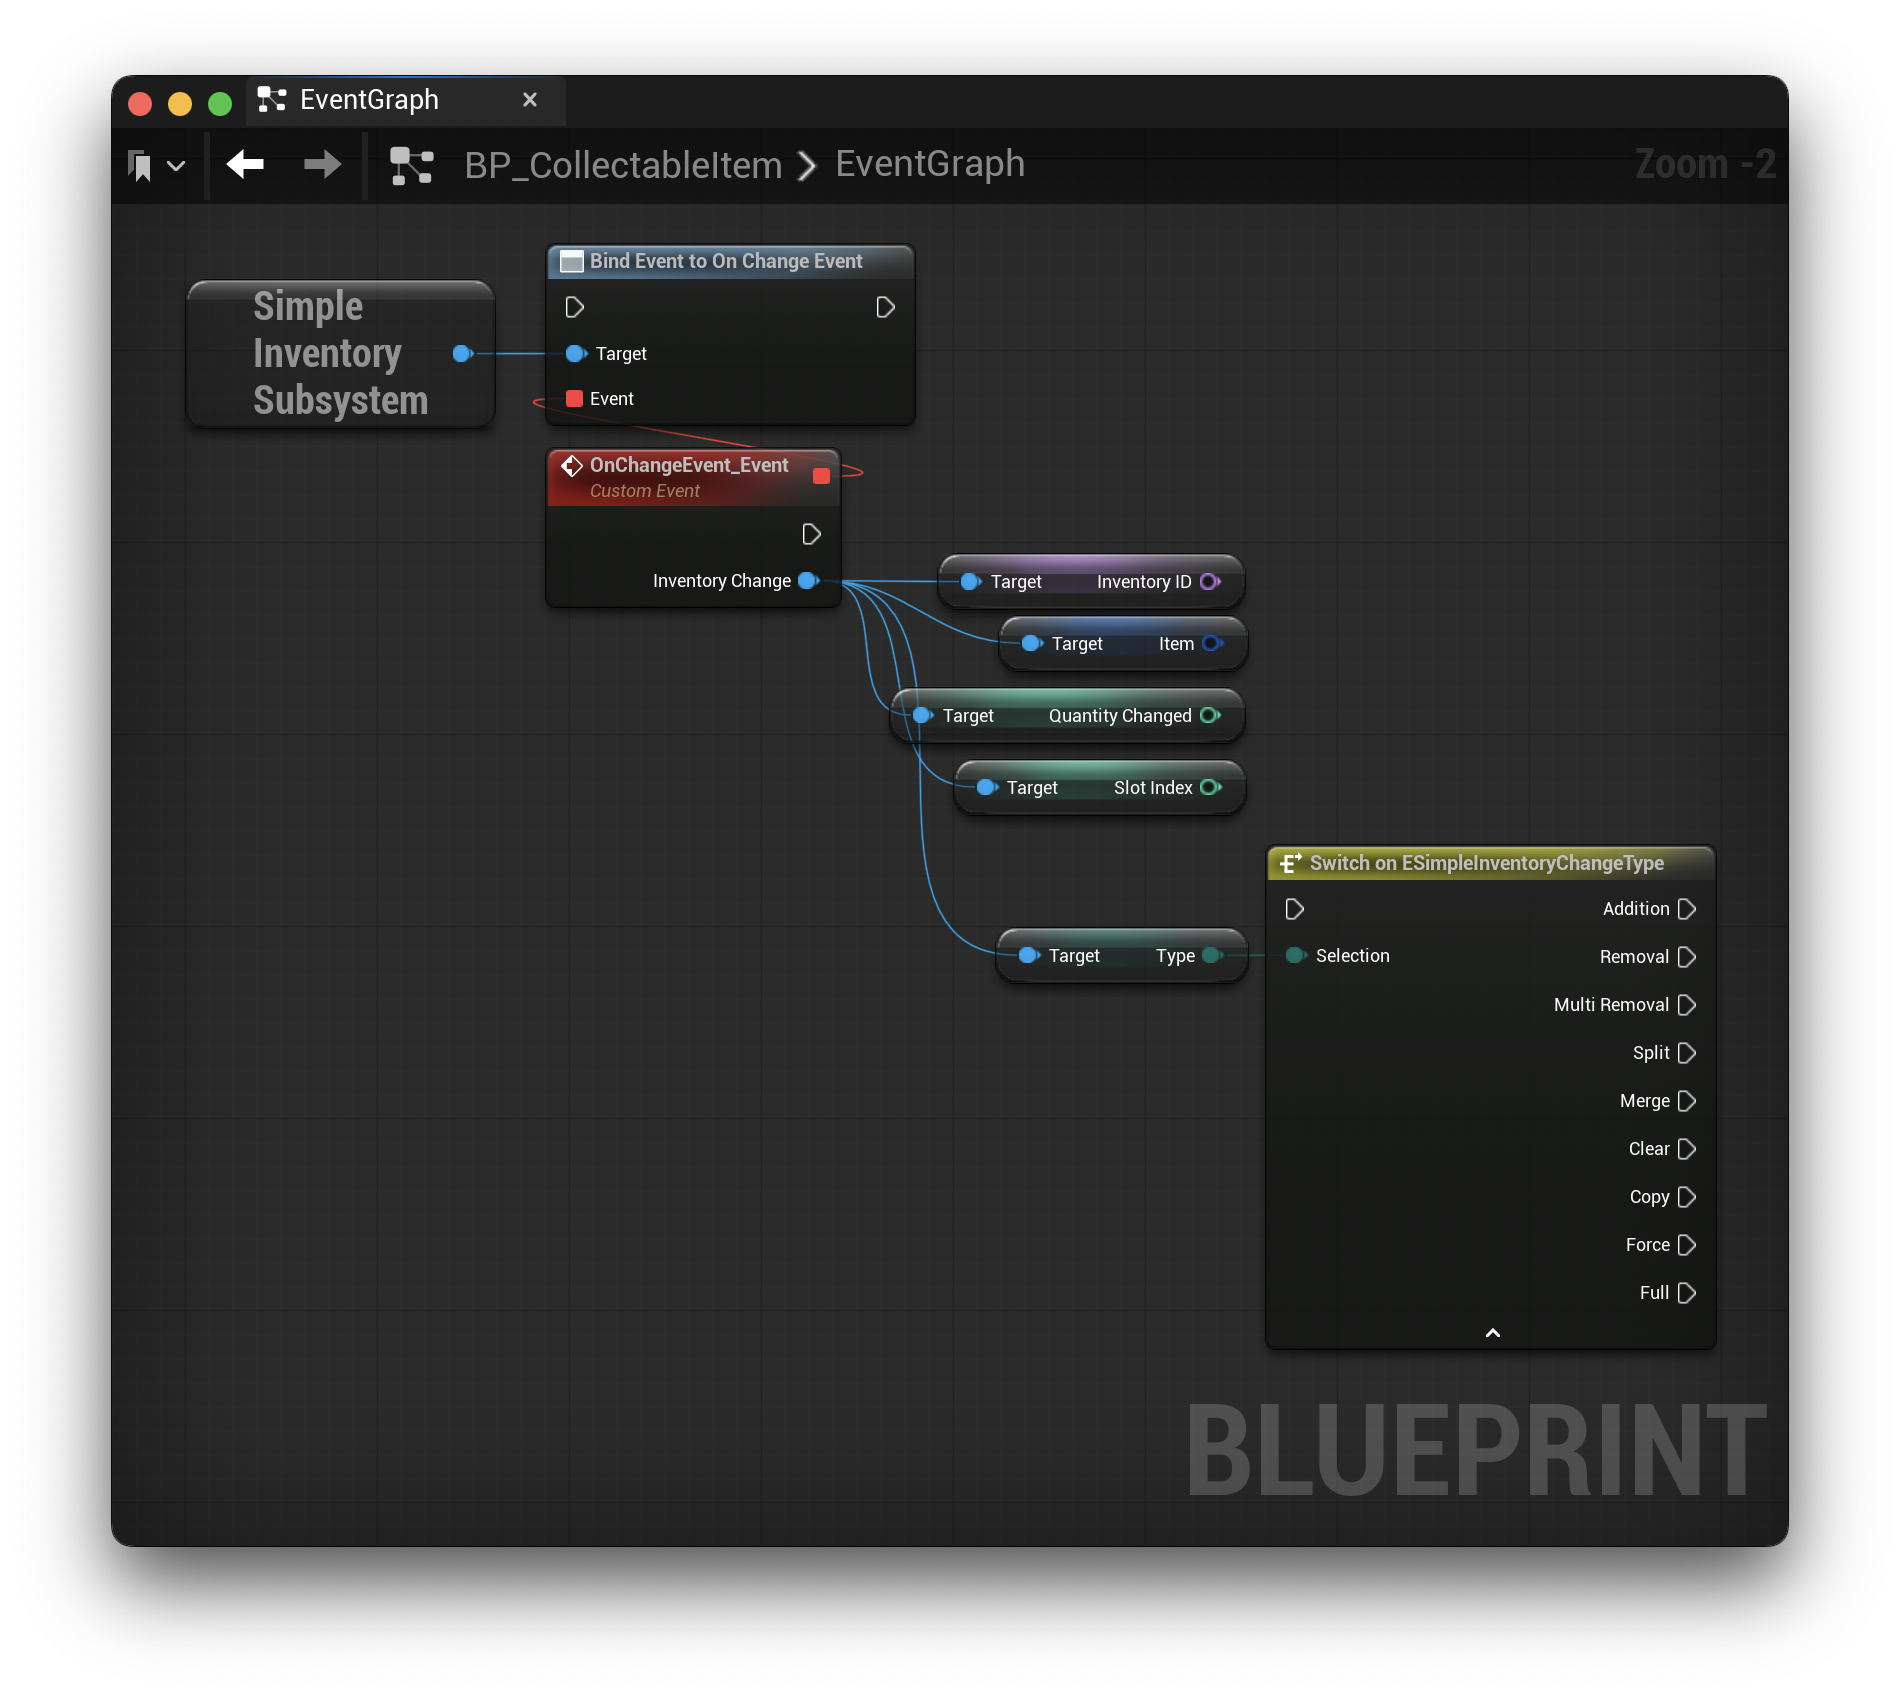 EventGraph
BP_CollectableItem
EventGraph
Zoom -2
Simple
Inventory
Subsystem
Bind Event to On Change Event
Target
Event
OnChangeEvent_Event
Custom Event
Inventory Change
Target Inventory ID
Target Item
Target Quantity Changed
Target Slot Index
Target Type
Switch on ESimpleInventoryChangeType
Addition
Selection
Removal
Multi Removal
Split
Merge
Clear
Copy
Force
Full
BLUEPRINT